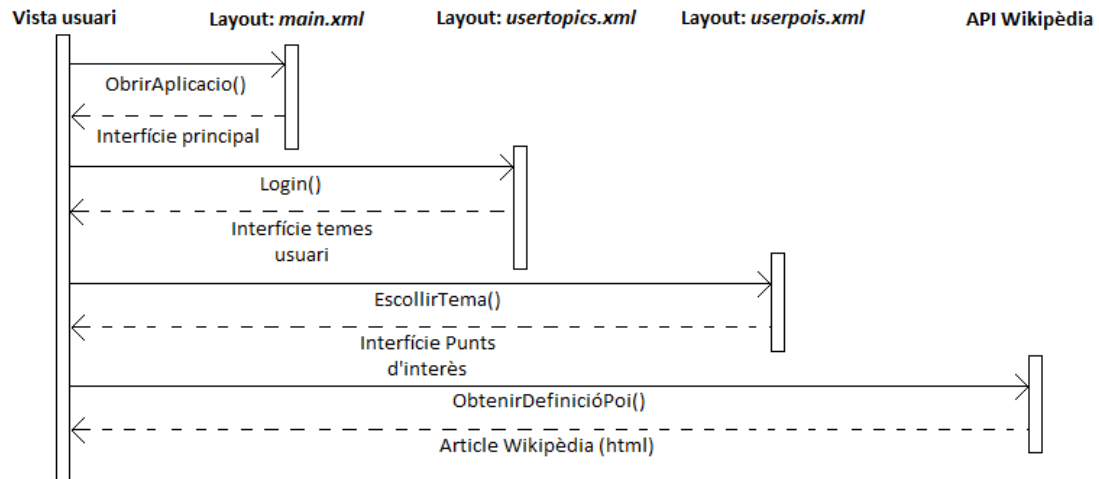 Vista usuari
Layout: main.xml
Layout: usertopics.xml
Layout: userpois.xml
API Wikipèdia
ObrirAplicacio()
Interfície principal
Login()
Interfície temes
usuari
EscollirTema()
Interfície Punts
d'interès
ObtenirDefinicióPoi()
Article Wikipèdia (html)